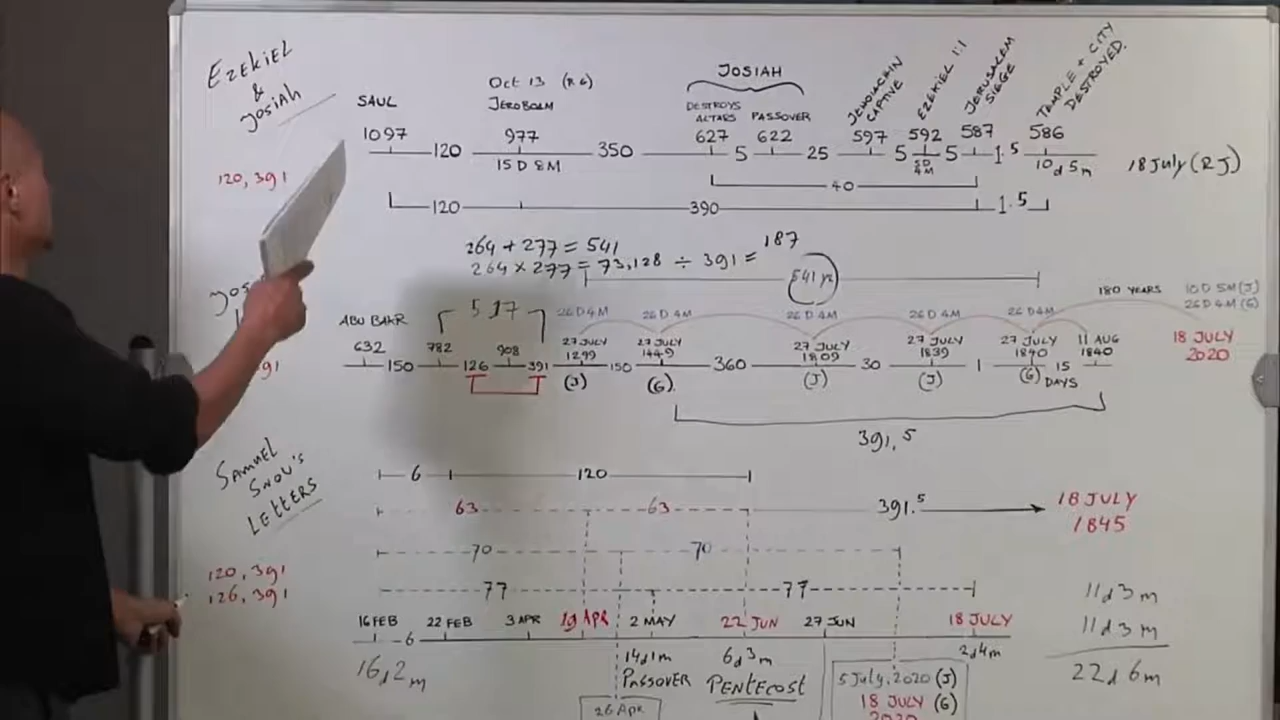 EZEKIEL
&
JOSIAH
120, 391
SAUL
1097
120
Oct 13 (RG)
JEROBOAM
977
15 D 8M
350
JOSIAH
DESTROYS
ALTARS
627
5
PASSOVER
622
25
JEHOIACHIN
CAPTIVE
597
5
EZEKIEL 1:1
592
5D
4M
5
JERUSALEM
SIEGE
587
1.5
TEMPLE + CITY
DESTROYED.
586
10d 5m
18 July (RJ)
40
120
390
1.5
264 + 277 = 541
264 x 277 = 73,128 ÷ 391 = 187
541 yr
ABU BAKR
632
150
5 17
782
126
908
391
26 D 4M
27 JULY
1299
(J)
150
26 D 4M
27 JULY
1449
(G)
360
26 D 4M
27 JULY
1809
(J)
30
26 D 4M
27 JULY
1839
(J)
1
26 D 4M
27 JULY
1840
(G)
15
DAYS
11 AUG
1840
180 YEARS
10 D 5M (J)
26 D 4M (G)
18 JULY
2020
391.5
SAMUEL
SNOW'S
LETTERS
120, 391
126, 391
6
120
63
63
391.5
18 JULY
1845
70
70
77
77
16 FEB
22 FEB
3 APR
19 APR
2 MAY
22 JUN
27 JUN
18 JULY
6
16d 2m
14d 1m
PASSOVER
6d 3m
PENTECOST
2d 4m
26 Apr
5 July, 2020 (J)
18 JULY (G)
2020
11d 3m
11d 3m
22d 6m